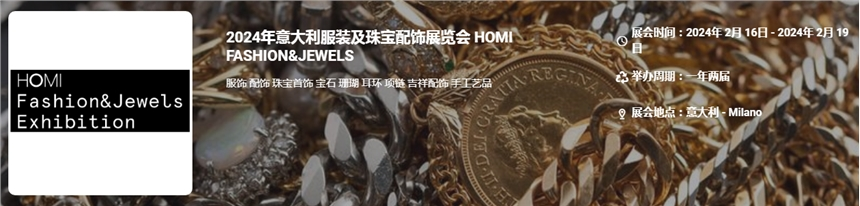 HOMI
Fashion&Jewels
Exhibition
2024年意大利服装及珠宝配饰展览会 HOMI
FASHION&JEWELS
服饰 配饰 珠宝首饰 宝石 珊瑚 耳环 项链 吉祥配饰 手工艺品
展会时间：2024年 2月 16日 - 2024年 2月 19
日
举办周期：一年两届
展会地点：意大利 - Milano
DEI GRATIA REGINA